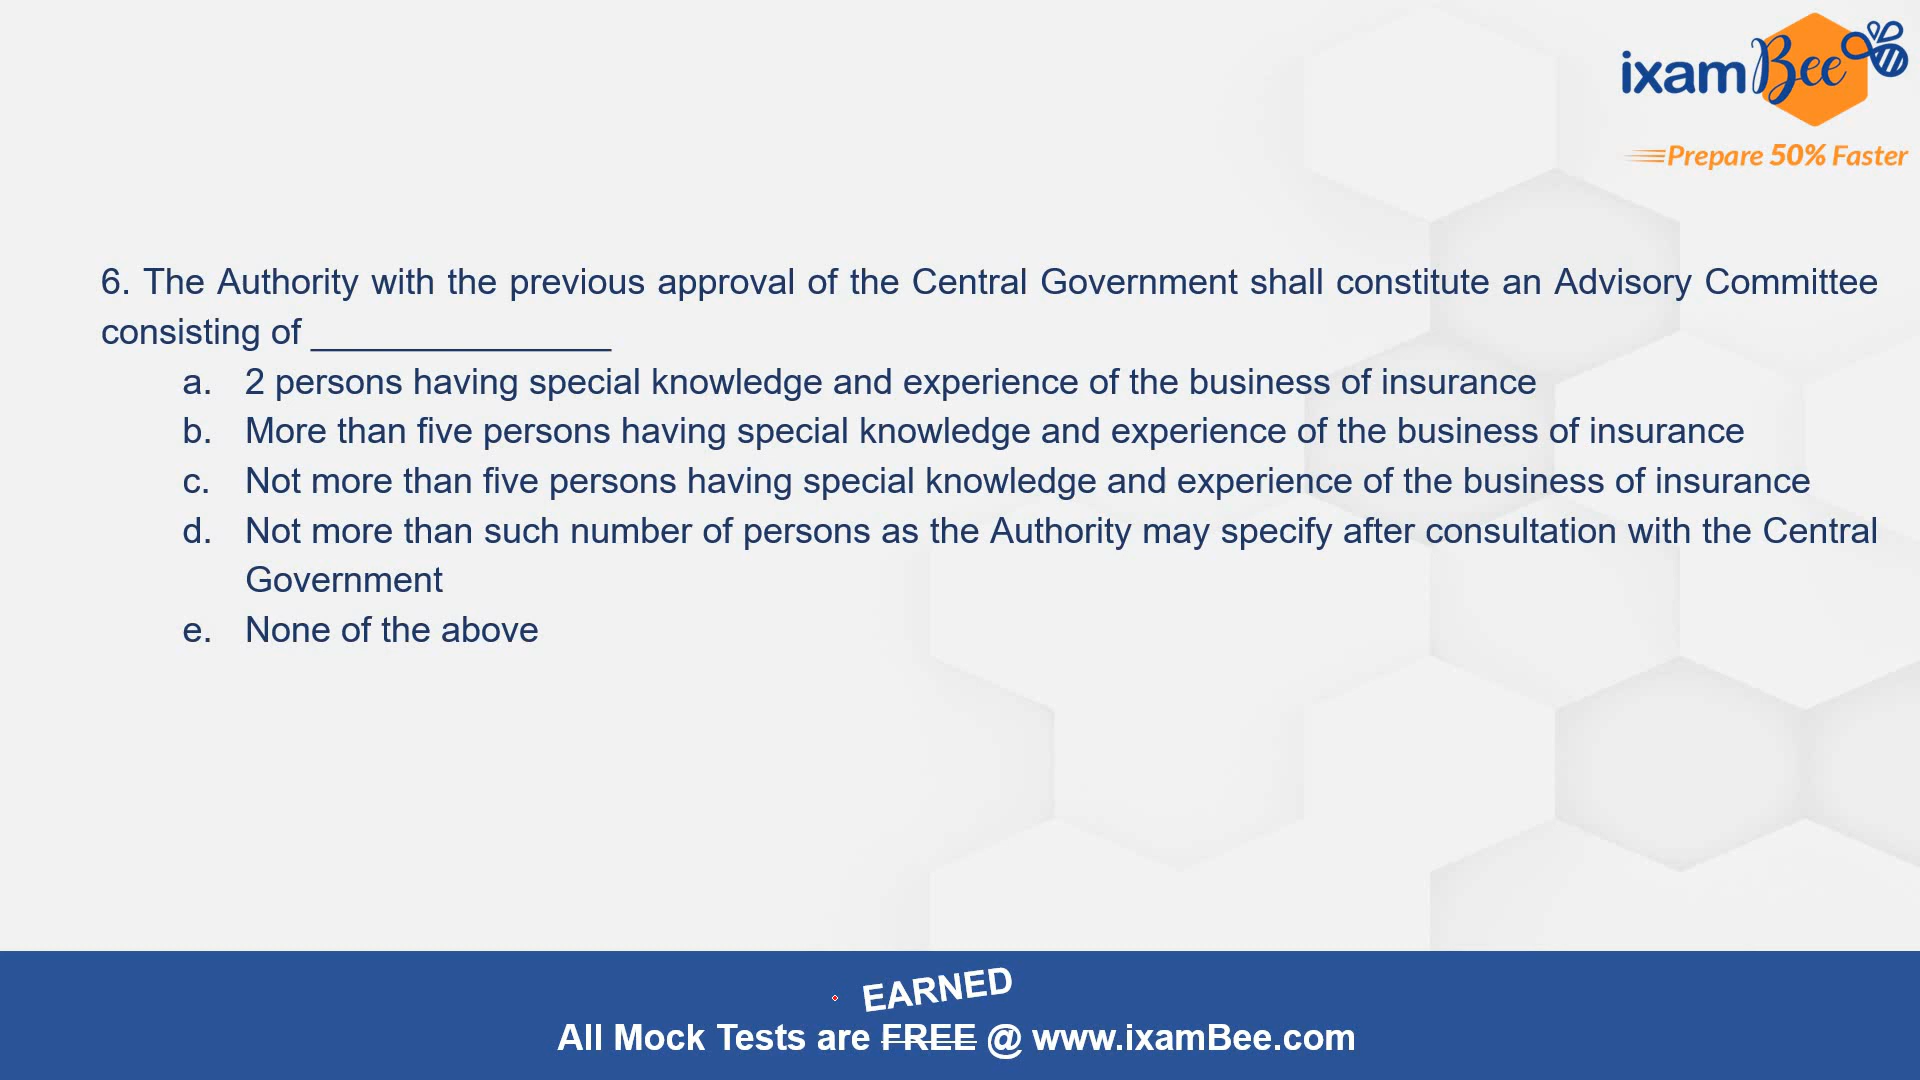 ixamBee
Prepare 50% Faster
6. The Authority with the previous approval of the Central Government shall constitute an Advisory Committee
consisting of _______________
a. 2 persons having special knowledge and experience of the business of insurance
b. More than five persons having special knowledge and experience of the business of insurance
c. Not more than five persons having special knowledge and experience of the business of insurance
d. Not more than such number of persons as the Authority may specify after consultation with the Central
Government
e. None of the above
EARNED
All Mock Tests are FREE @ www.ixamBee.com